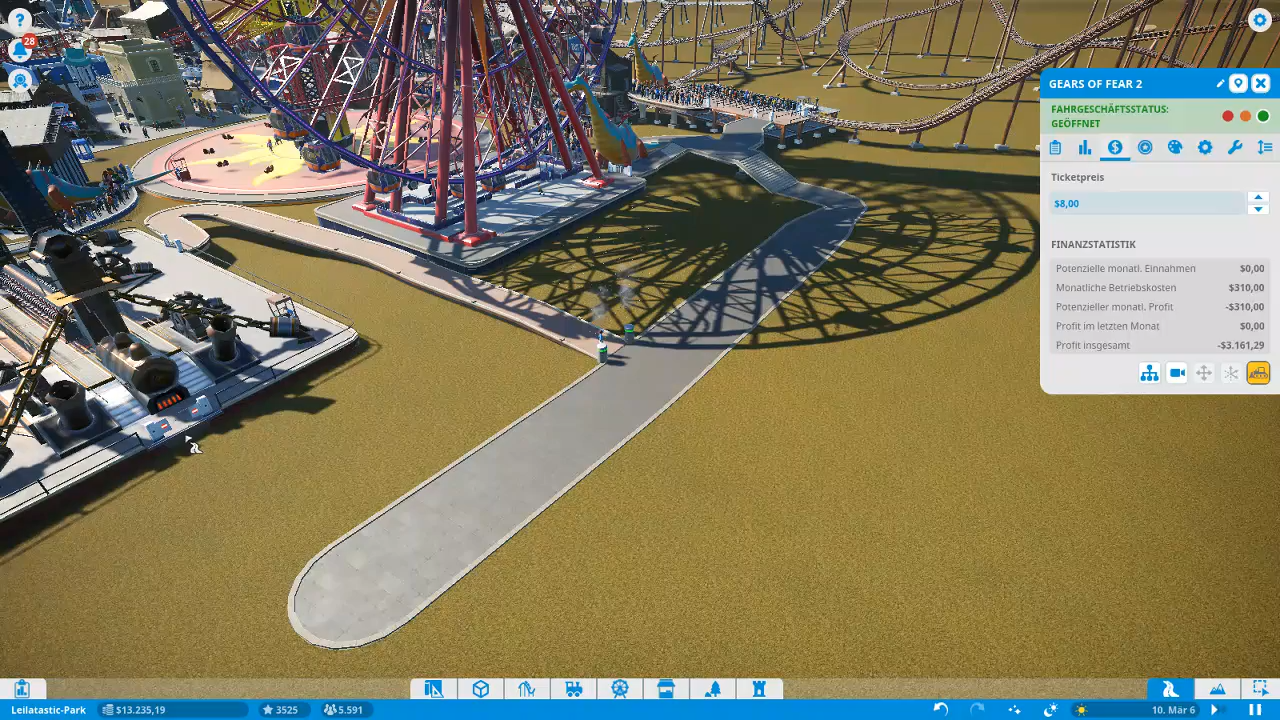 28
GEARS OF FEAR 2
FAHRGESCHÄFTSSTATUS:
GEÖFFNET
Ticketpreis
$8,00
FINANZSTATISTIK
Potenzielle monatl. Einnahmen $0,00
Monatliche Betriebskosten $310,00
Potenzieller monatl. Profit -$310,00
Profit im letzten Monat $0,00
Profit insgesamt -$3.161,29
Leilatastic-Park $13.235,19 3525 5.591 10. Mär 6